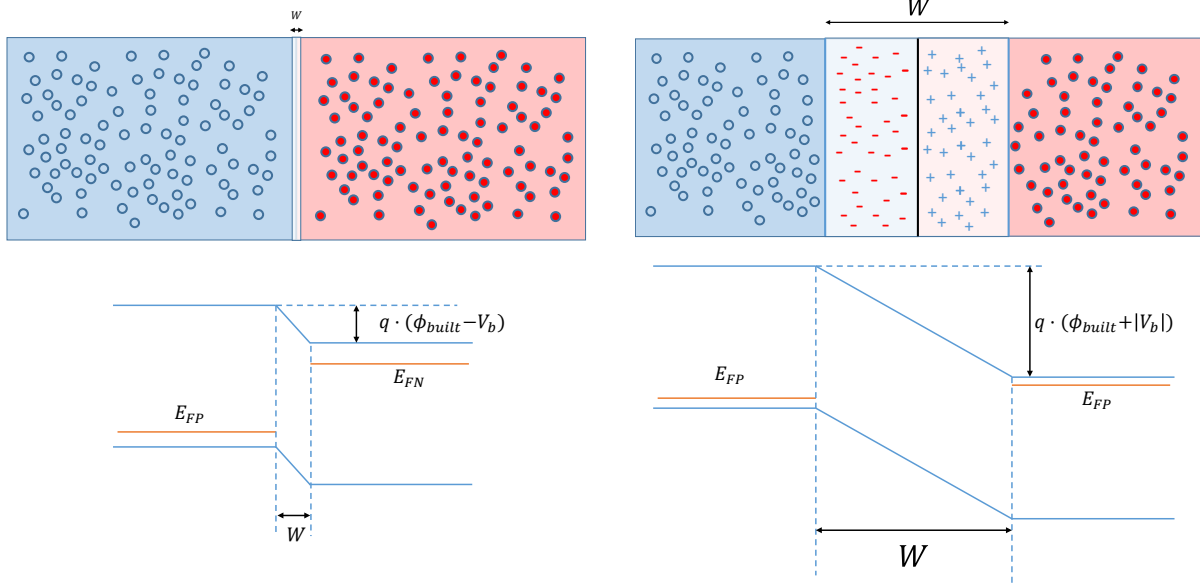 W
W
q · (ϕ_built−V_b)
E_FN
E_FP
W
q · (ϕ_built+|V_b|)
E_FP
E_FP
W